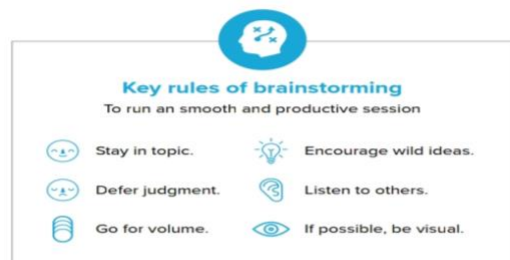 Key rules of brainstorming
To run an smooth and productive session
Stay in topic.
Encourage wild ideas.
Defer judgment.
Listen to others.
Go for volume.
If possible, be visual.